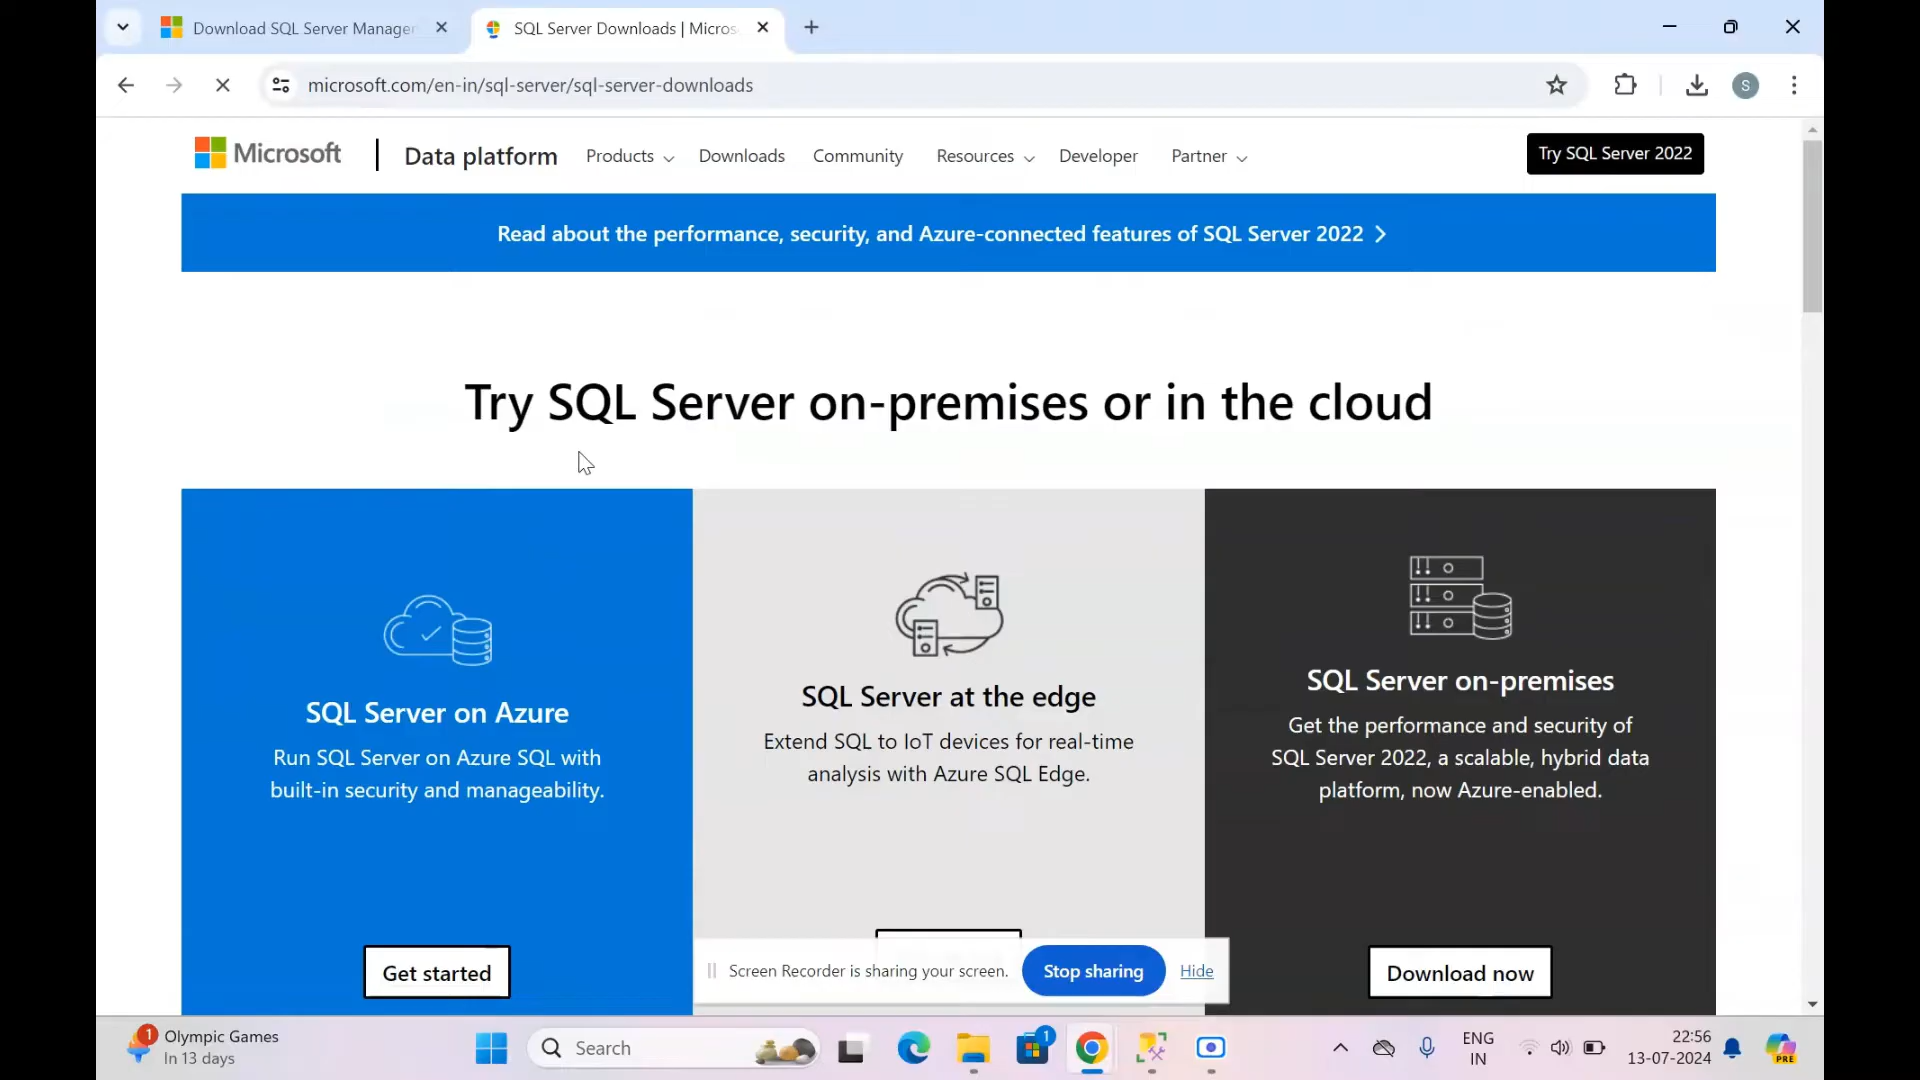 Download SQL Server Manager
SQL Server Downloads | Micros
microsoft.com/en-in/sql-server/sql-server-downloads
S
Microsoft
Data platform
Products
Downloads
Community
Resources
Developer
Partner
Try SQL Server 2022
Read about the performance, security, and Azure-connected features of SQL Server 2022
Try SQL Server on-premises or in the cloud
SQL Server on Azure
Run SQL Server on Azure SQL with
built-in security and manageability.
Get started
SQL Server at the edge
Extend SQL to IoT devices for real-time
analysis with Azure SQL Edge.
SQL Server on-premises
Get the performance and security of
SQL Server 2022, a scalable, hybrid data
platform, now Azure-enabled.
Download now
Screen Recorder is sharing your screen.
Stop sharing
Hide
1
Olympic Games
In 13 days
Search
1
ENG
IN
22:56
13-07-2024
PRE